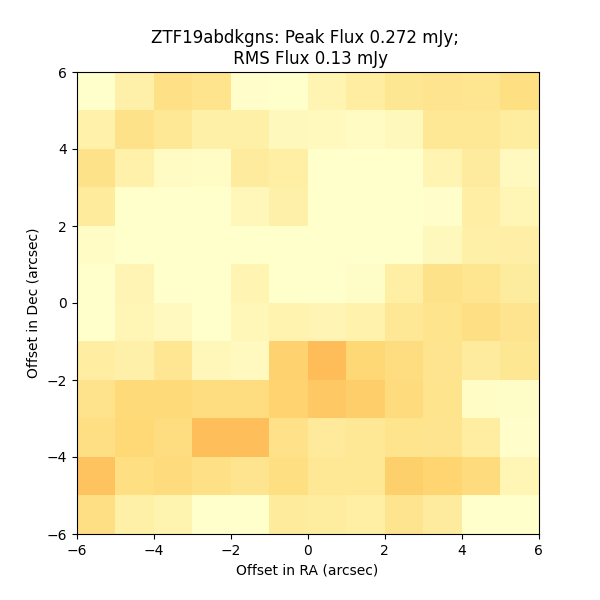 ZTF19abdkgns: Peak Flux 0.272 mJy;
RMS Flux 0.13 mJy
6
4
2
0
−2
−4
−6
Offset in Dec (arcsec)
−6 −4 −2 0 2 4 6
Offset in RA (arcsec)